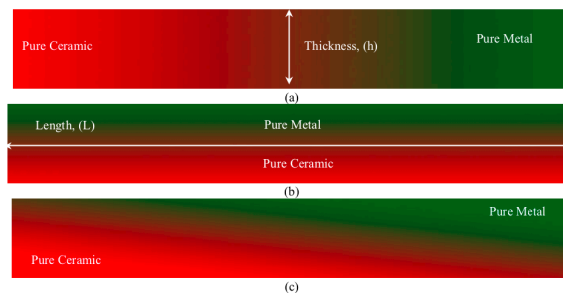 Pure Ceramic
Thickness, (h)
Pure Metal
(a)
Length, (L)
Pure Metal
Pure Ceramic
(b)
Pure Metal
Pure Ceramic
(c)